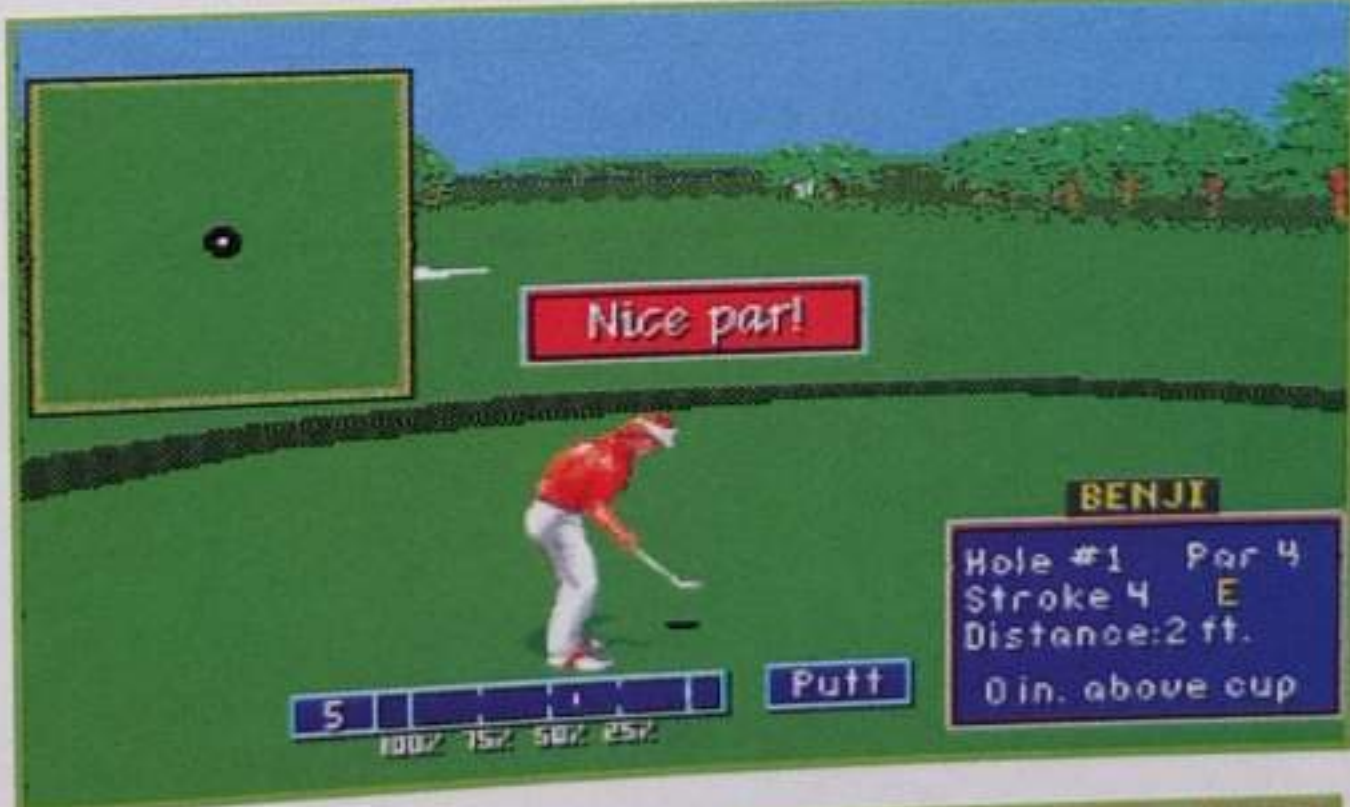 Nice par!
BENJI
Hole #1 Par 4
Stroke 4 E
Distance:2 ft.
0 in. above cup
5 Putt
100% 75% 50% 25%